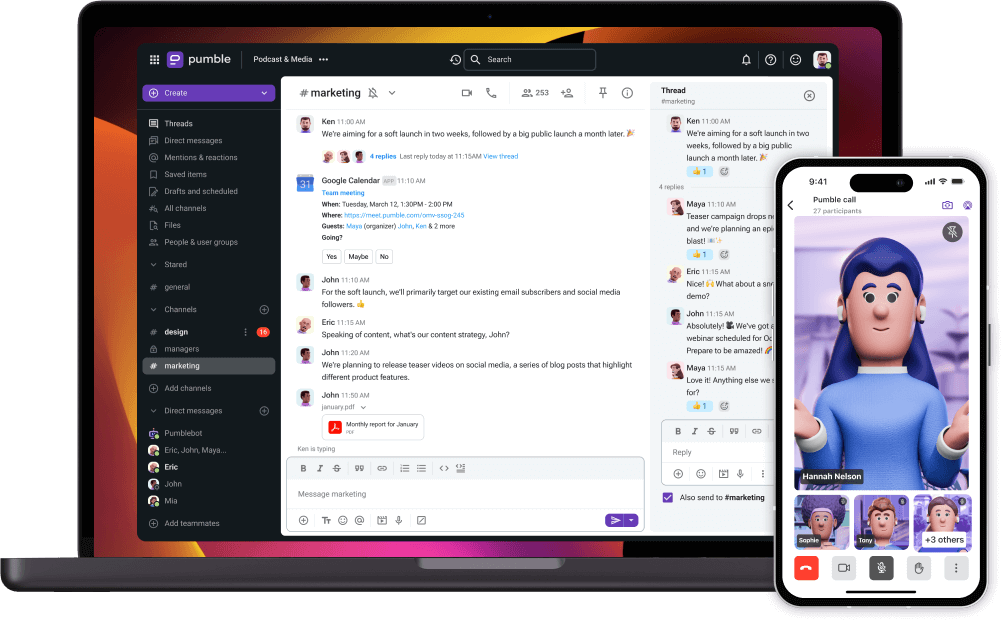 pumble
Podcast & Media
Search
Create
Threads
Direct messages
Mentions & reactions
Saved items
Drafts and scheduled
All channels
Files
People & user groups
Stared
# general
Channels
# design 16
managers
# marketing
Add channels
Direct messages
Pumblebot
Eric, John, Maya...
Eric
John
Mia
Add teammates
# marketing
253
Ken 11:00 AM
We're aiming for a soft launch in two weeks, followed by a big public launch a month later. 🎉
4 replies Last reply today at 11:15AM View thread
31
Google Calendar APP 11:10 AM
Team meeting
When: Tuesday, March 12, 1:30PM - 2:00 PM
Where: https://meet.pumble.com/omv-ssog-245
Guests: Maya (organizer) John, Ken & 2 more
Going?
Yes Maybe No
John 11:10 AM
For the soft launch, we'll primarily target our existing email subscribers and social media
followers. 👍
Eric 11:15 AM
Speaking of content, what's our content strategy, John?
John 11:20 AM
We're planning to release teaser videos on social media, a series of blog posts that highlight
different product features.
John 11:50 AM
january.pdf
Monthly report for January
PDF
Ken is typing
B I S
Message marketing
Tr
Thread
#marketing
Ken 11:00 AM
We're aiming for a soft launch in two
weeks, followed by a big public
launch a month later. 🎉
👍 1
4 replies
Maya 11:10 AM
Teaser campaign drops
and we're planning an
blast!
👍 1
Eric 11:15 AM
Nice! 🙌 What about a
demo?
John 11:15 AM
Absolutely! We've got a
webinar scheduled for
Prepare to be amazed!
Maya 11:15 AM
Love it! Anything else we
for?
👍 1
B I S
Reply
Also send to #marketing
9:41
Pumble call
27 participants
Hannah Nelson
Sophie
Tony
+3 others